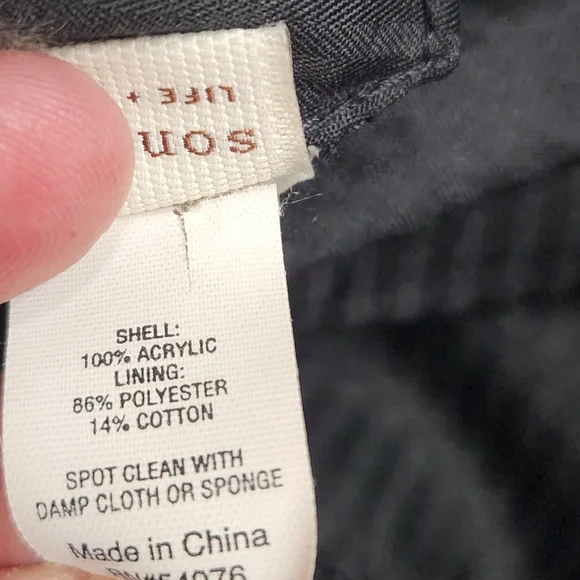 SON
LIFE +
SHELL:
100% ACRYLIC
LINING:
86% POLYESTER
14% COTTON
SPOT CLEAN WITH
DAMP CLOTH OR SPONGE
Made in China